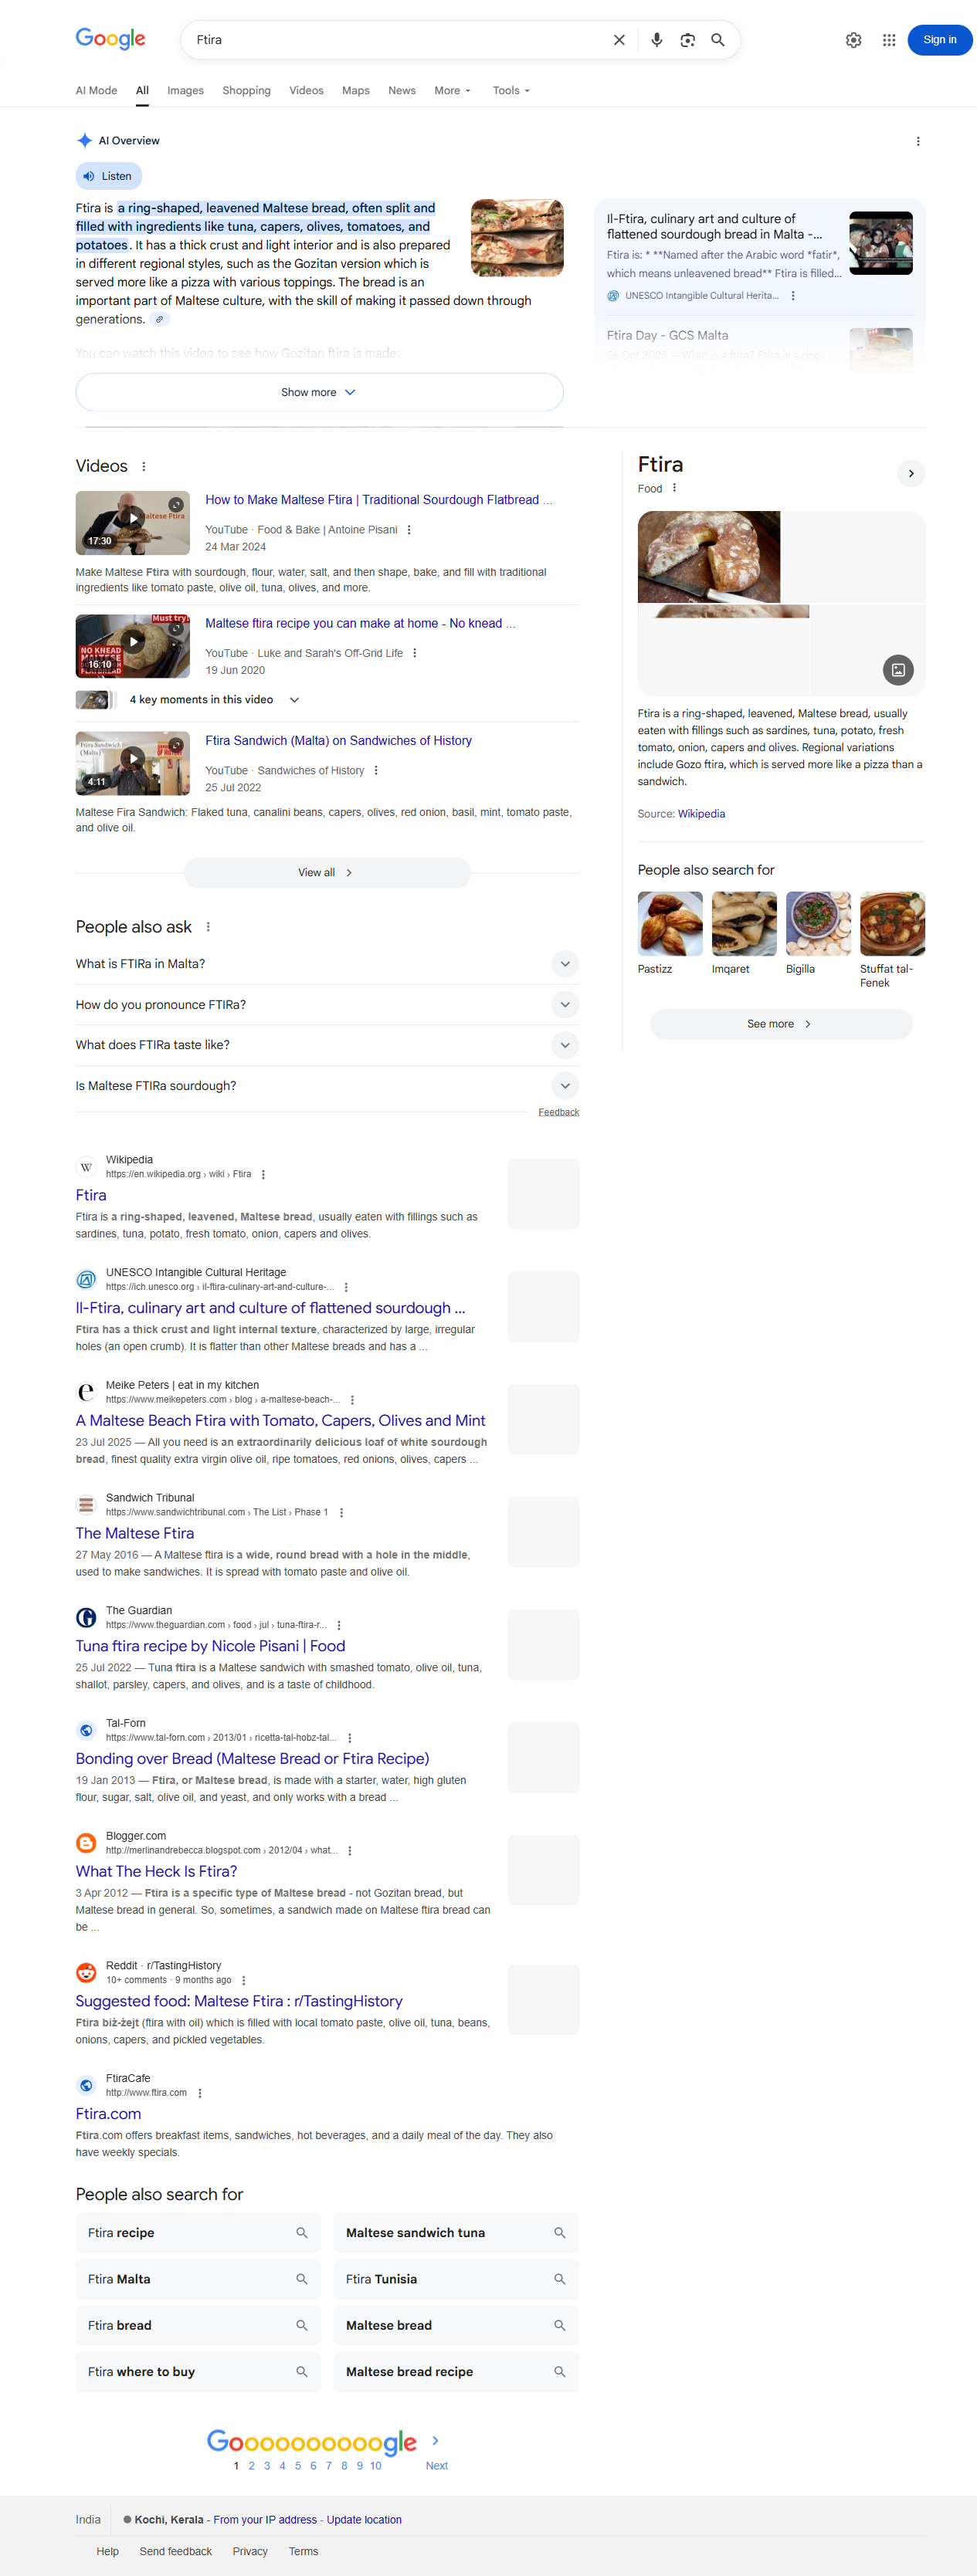 Google
Ftira
Sign in
AI Mode
All
Images
Shopping
Videos
Maps
News
More
Tools
AI Overview
Listen
Ftira is a ring-shaped, leavened Maltese bread, often split and
filled with ingredients like tuna, capers, olives, tomatoes, and
potatoes. It has a thick crust and light interior and is also prepared
in different regional styles, such as the Gozitan version which is
served more like a pizza with various toppings. The bread is an
important part of Maltese culture, with the skill of making it passed down through
generations.
You can watch this video to see how Gozitan ftira is made:
Show more
Il-Ftira, culinary art and culture of
flattened sourdough bread in Malta -...
Ftira is: * **Named after the Arabic word *fatir*,
which means unleavened bread** Ftira is filled...
UNESCO Intangible Cultural Herita...
Ftira Day - GCS Malta
26 Oct 2025 — What is a ftira? Ftira is a ring-
Videos
How to Make Maltese Ftira | Traditional Sourdough Flatbread ...
Maltese Ftira
17:30
YouTube · Food & Bake | Antoine Pisani
24 Mar 2024
Make Maltese Ftira with sourdough, flour, water, salt, and then shape, bake, and fill with traditional
ingredients like tomato paste, olive oil, tuna, olives, and more.
Maltese ftira recipe you can make at home - No knead ...
Must try!
NO KNEAD
16:10
YouTube · Luke and Sarah's Off-Grid Life
19 Jun 2020
4 key moments in this video
Ftira Sandwich (Malta) on Sandwiches of History
Ftira Sandwich
(Malta)
4:11
YouTube · Sandwiches of History
25 Jul 2022
Maltese Fira Sandwich: Flaked tuna, canalini beans, capers, olives, red onion, basil, mint, tomato paste,
and olive oil.
View all
People also ask
What is FTIRa in Malta?
How do you pronounce FTIRa?
What does FTIRa taste like?
Is Maltese FTIRa sourdough?
Feedback
Ftira
Food
Ftira is a ring-shaped, leavened, Maltese bread, usually
eaten with fillings such as sardines, tuna, potato, fresh
tomato, onion, capers and olives. Regional variations
include Gozo ftira, which is served more like a pizza than a
sandwich.
Source: Wikipedia
People also search for
Pastizz
Imqaret
Bigilla
Stuffat tal-
Fenek
See more
Wikipedia
https://en.wikipedia.org › wiki › Ftira
Ftira
Ftira is a ring-shaped, leavened, Maltese bread, usually eaten with fillings such as
sardines, tuna, potato, fresh tomato, onion, capers and olives.
UNESCO Intangible Cultural Heritage
https://ich.unesco.org › il-ftira-culinary-art-and-culture-...
Il-Ftira, culinary art and culture of flattened sourdough ...
Ftira has a thick crust and light internal texture, characterized by large, irregular
holes (an open crumb). It is flatter than other Maltese breads and has a ...
Meike Peters | eat in my kitchen
https://www.meikepeters.com › blog › a-maltese-beach-...
A Maltese Beach Ftira with Tomato, Capers, Olives and Mint
23 Jul 2025 — All you need is an extraordinarily delicious loaf of white sourdough
bread, finest quality extra virgin olive oil, ripe tomatoes, red onions, olives, capers ...
Sandwich Tribunal
https://www.sandwichtribunal.com › The List › Phase 1
The Maltese Ftira
27 May 2016 — A Maltese ftira is a wide, round bread with a hole in the middle,
used to make sandwiches. It is spread with tomato paste and olive oil.
The Guardian
https://www.theguardian.com › food › jul › tuna-ftira-r...
Tuna ftira recipe by Nicole Pisani | Food
25 Jul 2022 — Tuna ftira is a Maltese sandwich with smashed tomato, olive oil, tuna,
shallot, parsley, capers, and olives, and is a taste of childhood.
Tal-Forn
https://www.tal-forn.com › 2013/01 › ricetta-tal-hobz-tal...
Bonding over Bread (Maltese Bread or Ftira Recipe)
19 Jan 2013 — Ftira, or Maltese bread, is made with a starter, water, high gluten
flour, sugar, salt, olive oil, and yeast, and only works with a bread ...
Blogger.com
http://merlinandrebecca.blogspot.com › 2012/04 › what...
What The Heck Is Ftira?
3 Apr 2012 — Ftira is a specific type of Maltese bread - not Gozitan bread, but
Maltese bread in general. So, sometimes, a sandwich made on Maltese ftira bread can
be ...
Reddit · r/TastingHistory
10+ comments · 9 months ago
Suggested food: Maltese Ftira : r/TastingHistory
Ftira biż-żejt (ftira with oil) which is filled with local tomato paste, olive oil, tuna, beans,
onions, capers, and pickled vegetables.
FtiraCafe
http://www.ftira.com
Ftira.com
Ftira.com offers breakfast items, sandwiches, hot beverages, and a daily meal of the day. They also
have weekly specials.
People also search for
Ftira recipe
Maltese sandwich tuna
Ftira Malta
Ftira Tunisia
Ftira bread
Maltese bread
Ftira where to buy
Maltese bread recipe
Goooooooooogle
1 2 3 4 5 6 7 8 9 10 Next
India
Kochi, Kerala - From your IP address - Update location
Help Send feedback Privacy Terms